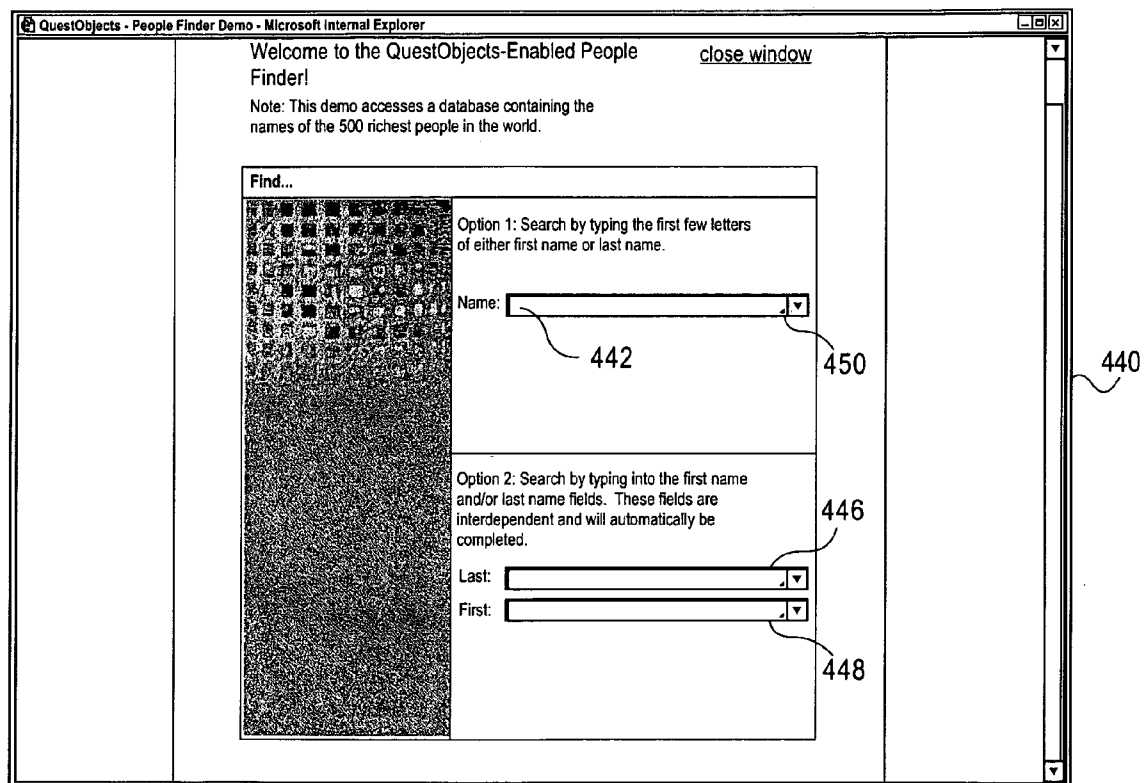 QuestObjects - People Finder Demo - Microsoft Internal Explorer
Welcome to the QuestObjects-Enabled People
Finder!
close window
Note: This demo accesses a database containing the
names of the 500 richest people in the world.
Find...
Option 1: Search by typing the first few letters
of either first name or last name.
Name:
442
450
440
Option 2: Search by typing into the first name
and/or last name fields. These fields are
interdependent and will automatically be
completed.
446
Last:
First:
448